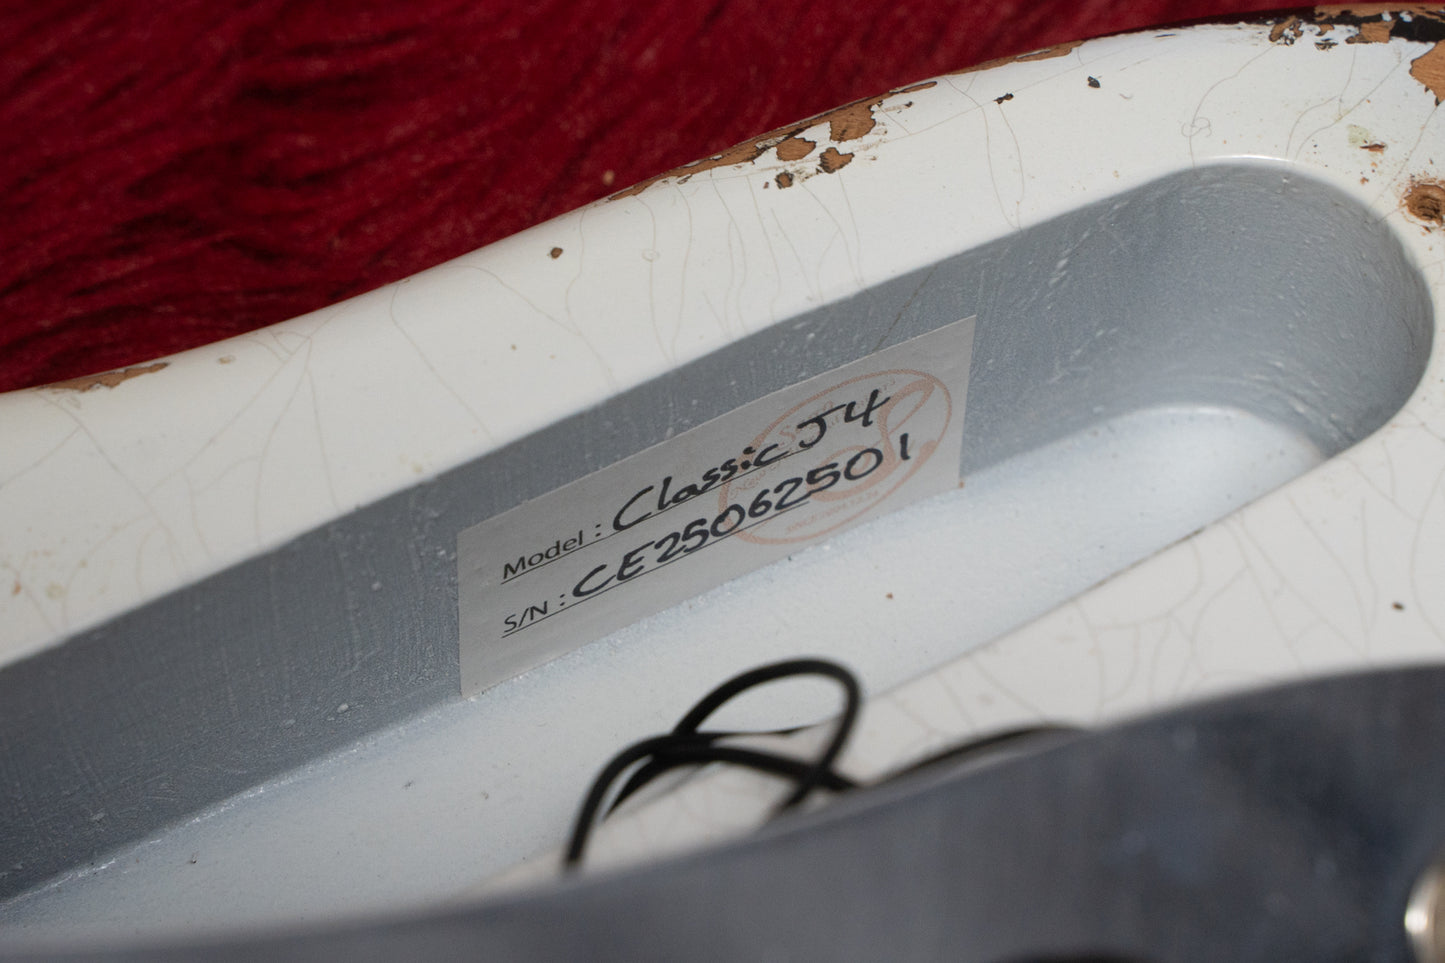 Model : Classic J4
S/N : CE25062501